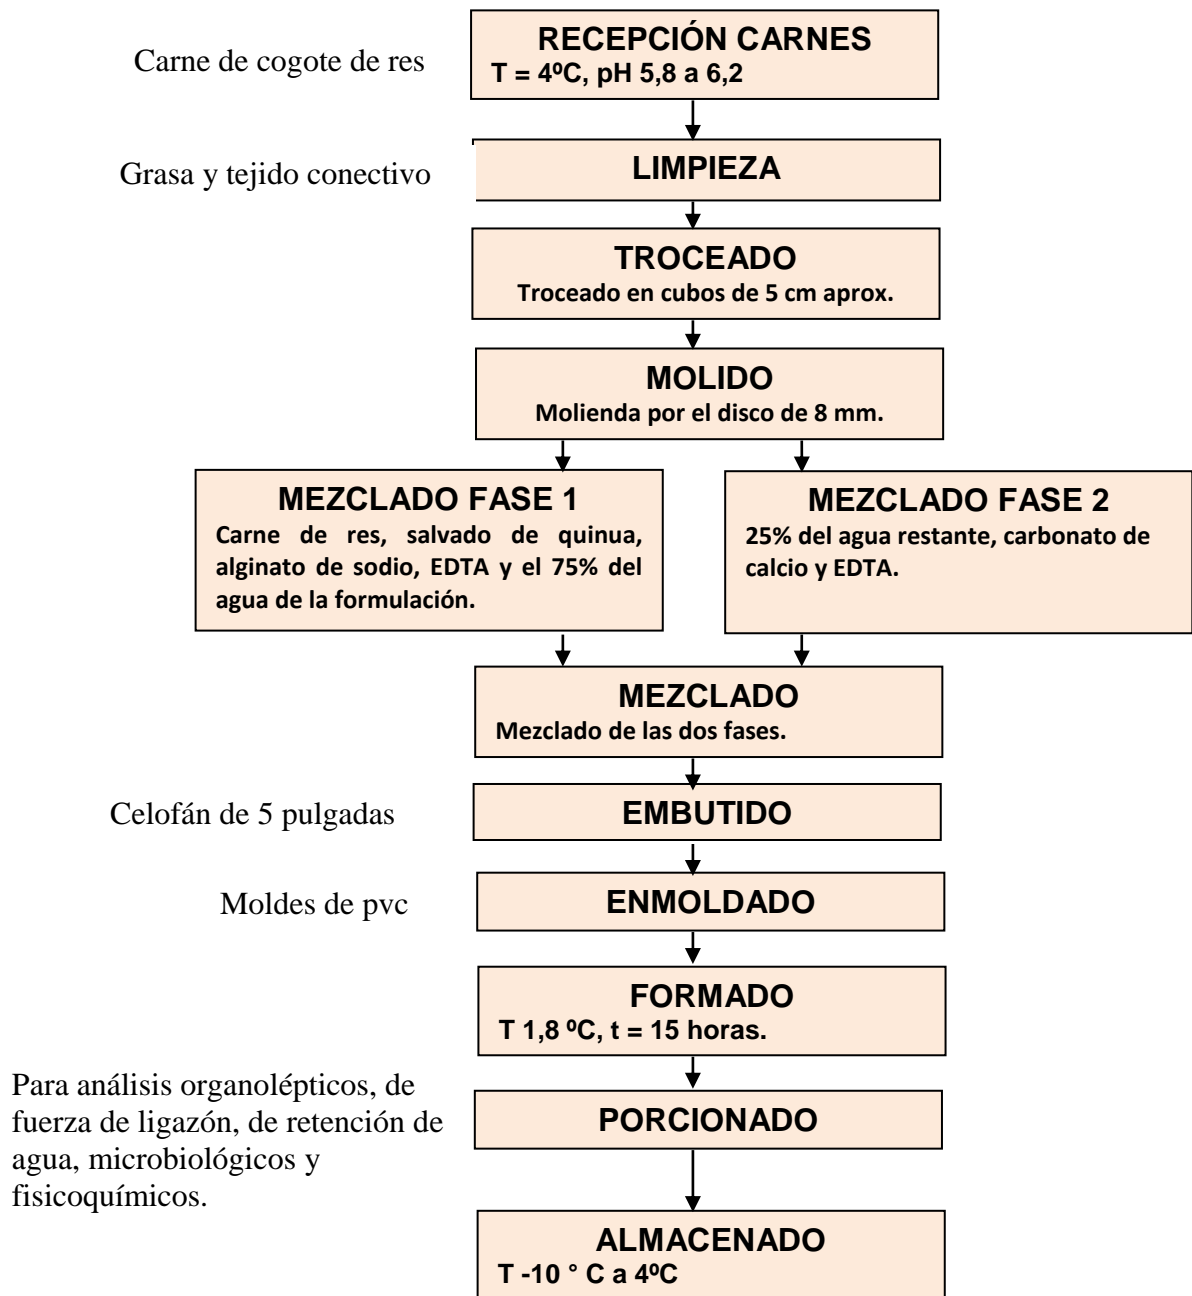 RECEPCIÓN CARNES
Carne de cogote de res
T = 4ºC, pH 5,8 a 6,2
LIMPIEZA
Grasa y tejido conectivo
TROCEADO
Troceado en cubos de 5 cm aprox.
MOLIDO
Molienda por el disco de 8 mm.
MEZCLADO FASE 1
Carne de res, salvado de quinua,
alginato de sodio, EDTA y el 75% del
agua de la formulación.
MEZCLADO FASE 2
25% del agua restante, carbonato de
calcio y EDTA.
MEZCLADO
Mezclado de las dos fases.
Celofán de 5 pulgadas
EMBUTIDO
Moldes de pvc
ENMOLDADO
FORMADO
T 1,8 ºC, t = 15 horas.
Para análisis organolépticos, de
fuerza de ligazón, de retención de
agua, microbiológicos y
fisicoquímicos.
PORCIONADO
ALMACENADO
T -10 ° C a 4ºC